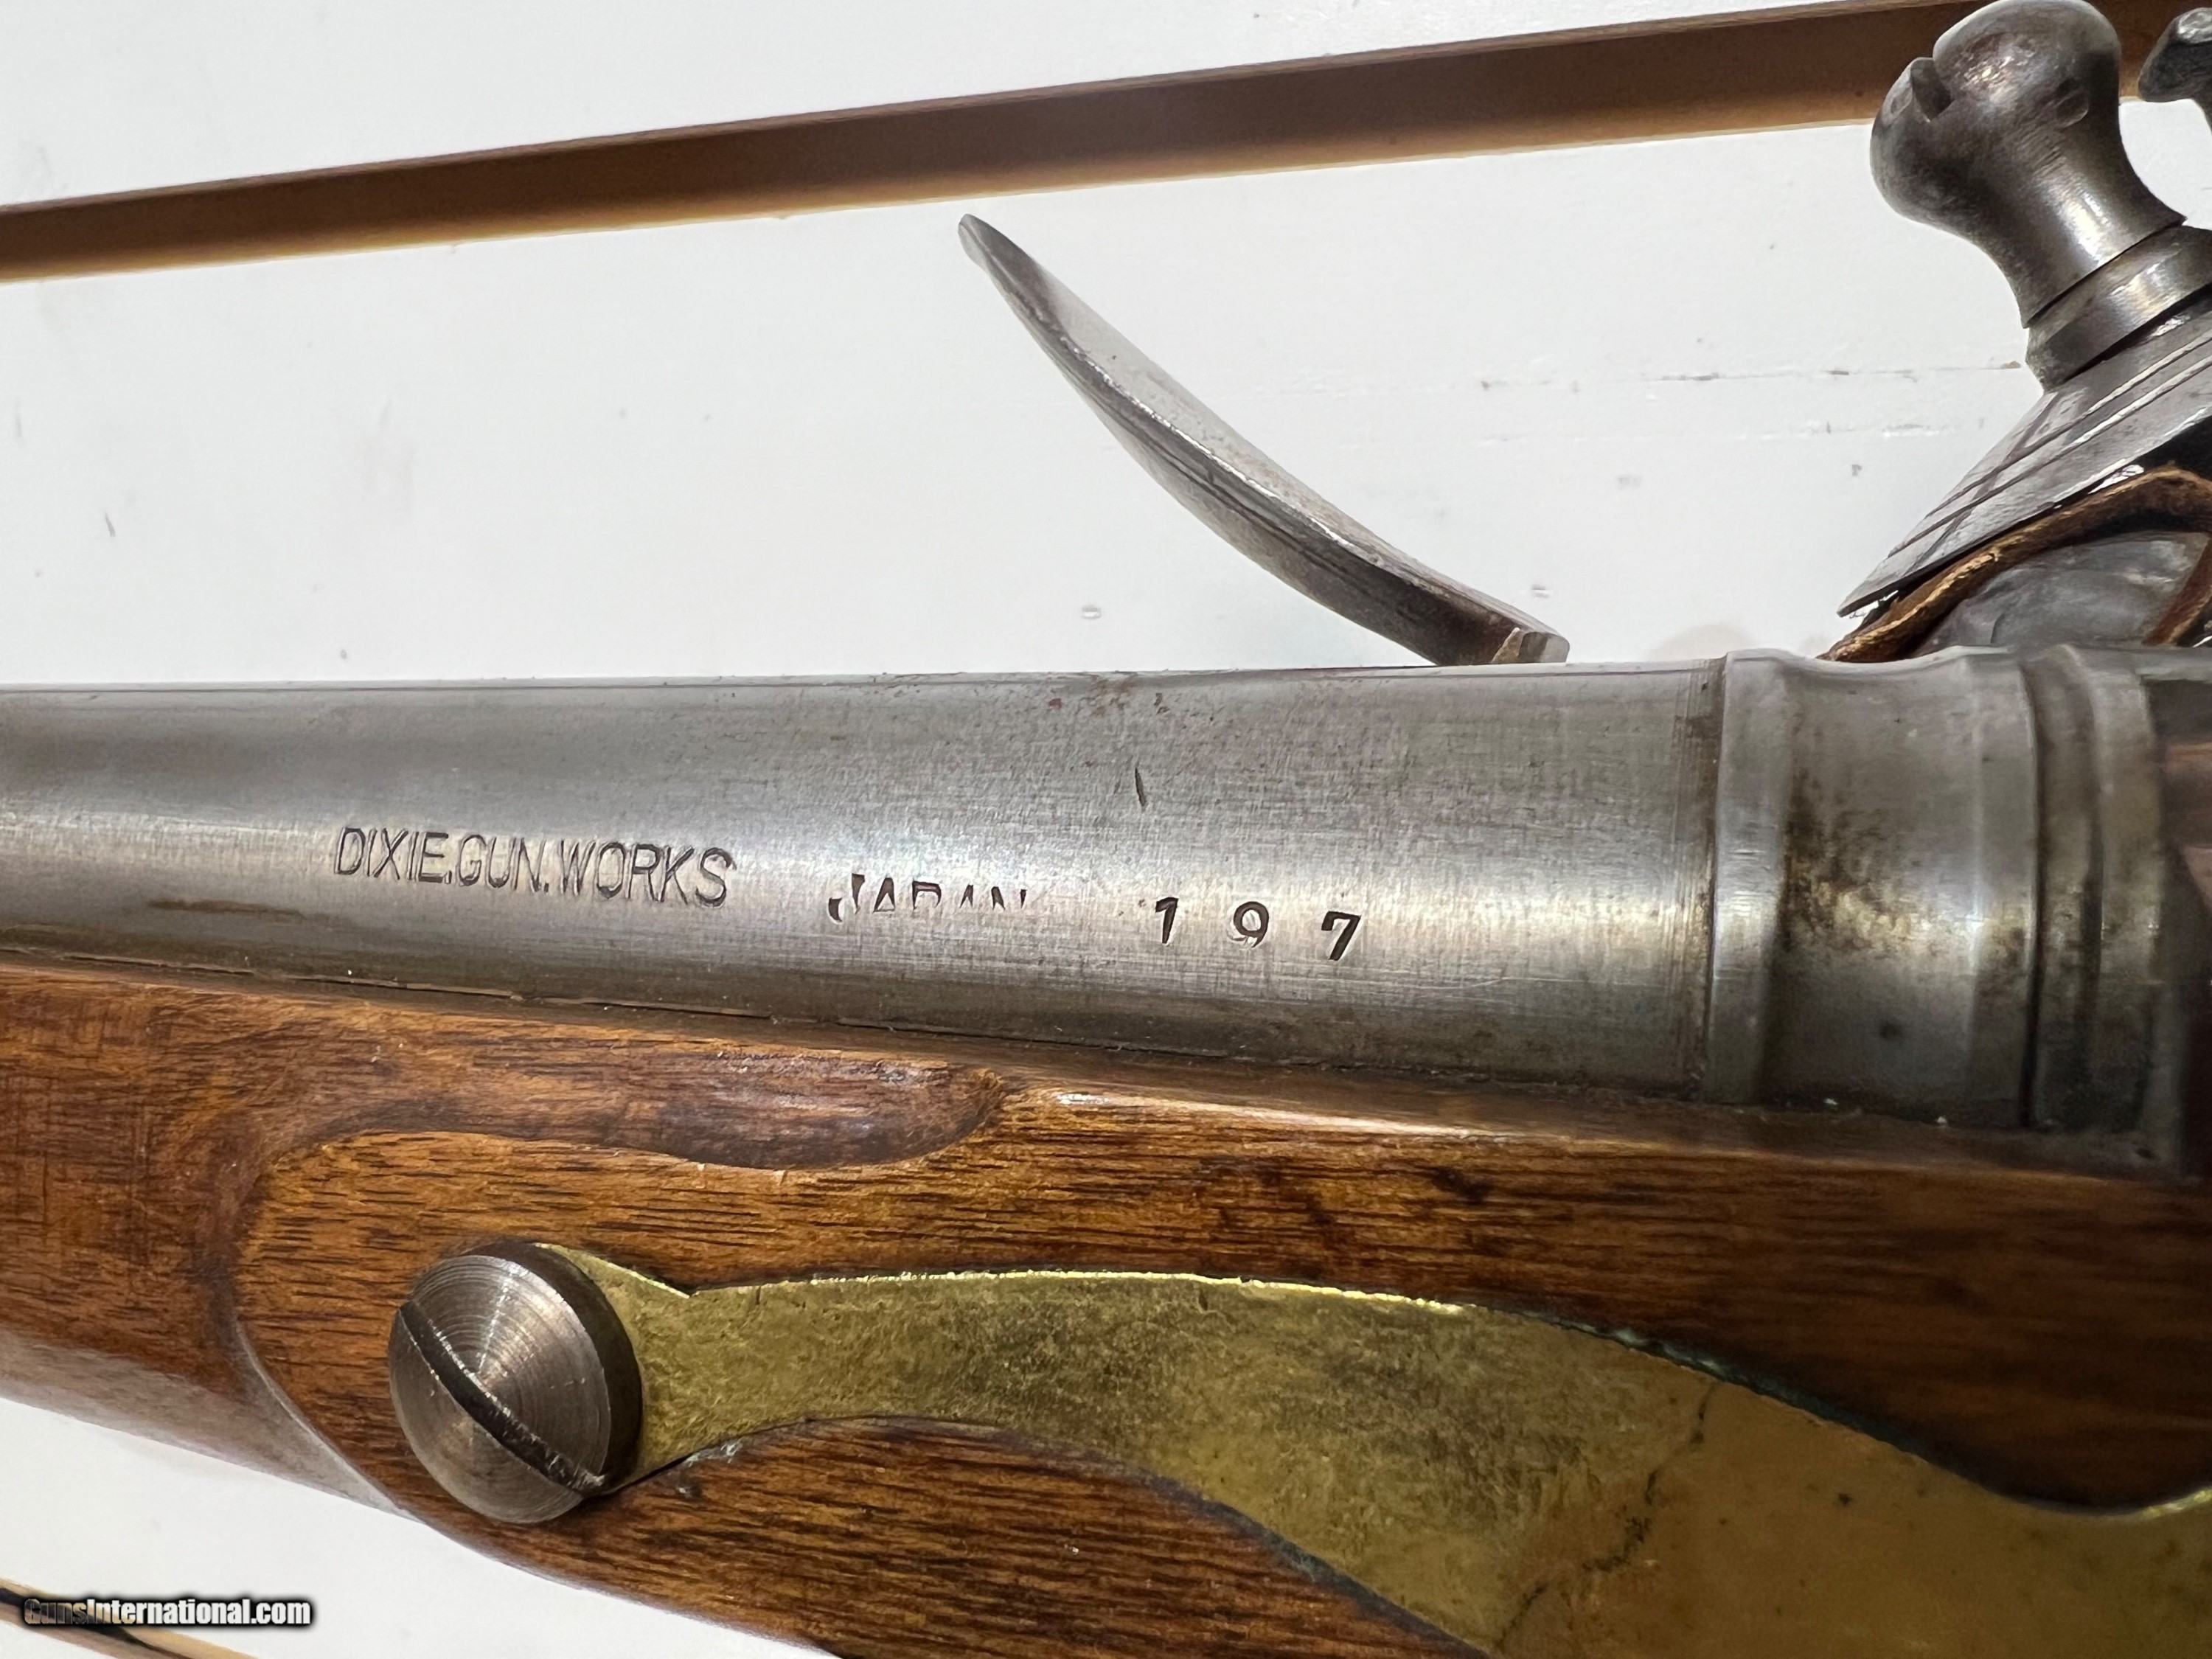 DIXIE.GUN.WORKS JAPAN 197
GunsInternational.com